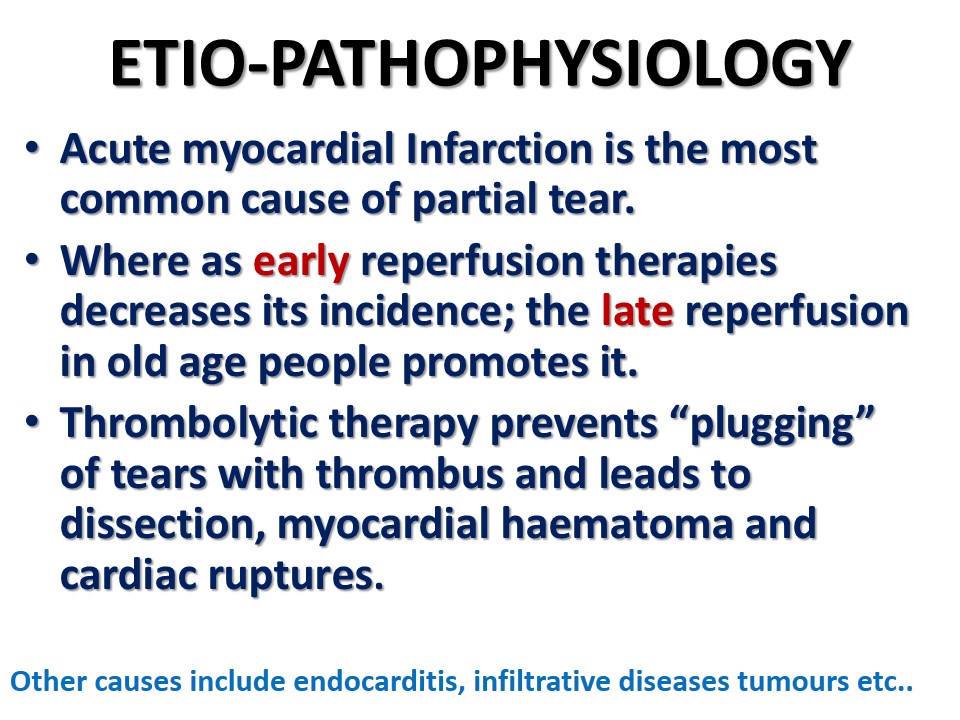 ETIO-PATHOPHYSIOLOGY
• Acute myocardial Infarction is the most
common cause of partial tear.
• Where as early reperfusion therapies
decreases its incidence; the late reperfusion
in old age people promotes it.
• Thrombolytic therapy prevents “plugging”
of tears with thrombus and leads to
dissection, myocardial haematoma and
cardiac ruptures.
Other causes include endocarditis, infiltrative diseases tumours etc..